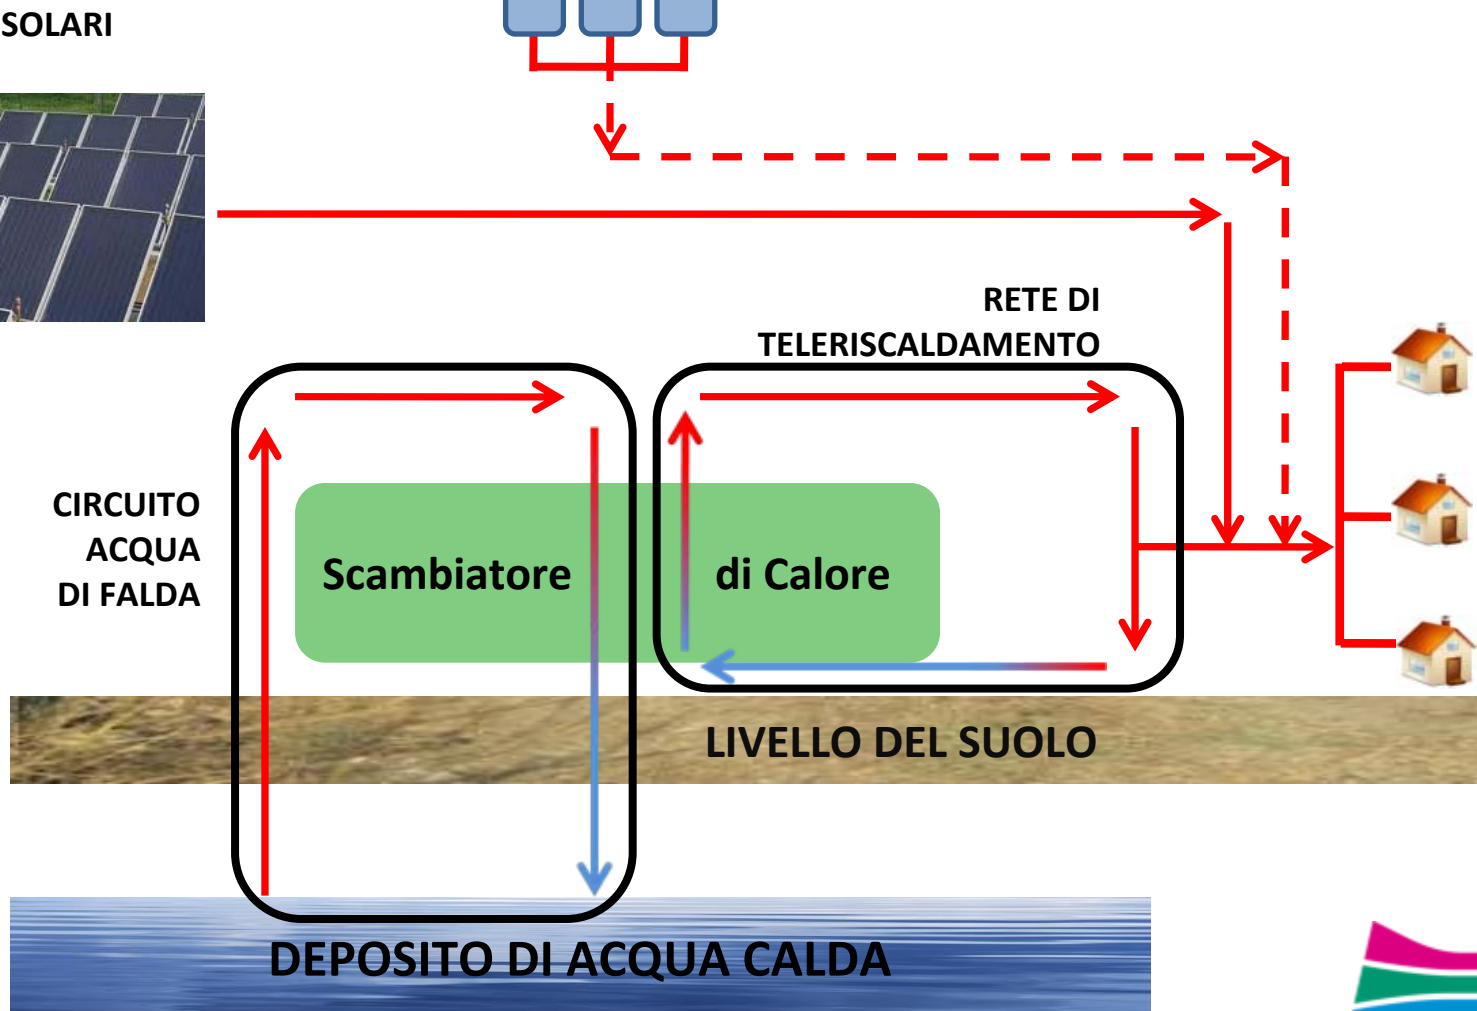 SOLARI
RETE DI
TELERISCALDAMENTO
CIRCUITO
ACQUA
DI FALDA
Scambiatore di Calore
LIVELLO DEL SUOLO
DEPOSITO DI ACQUA CALDA